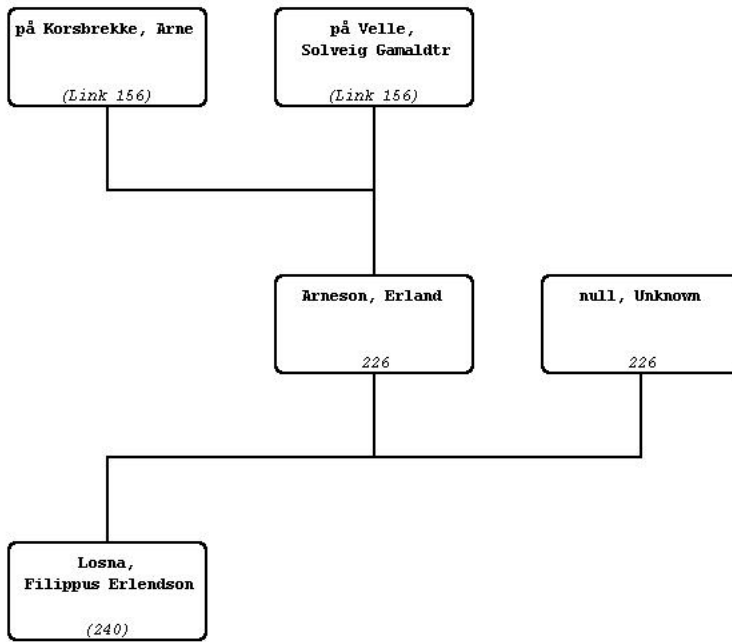 på Korsbrekke, Arne
(Link 156)
på Velle,
Solveig Gamaldtr
(Link 156)
Arneson, Erland
226
null, Unknown
226
Losna,
Filippus Erlendson
(240)